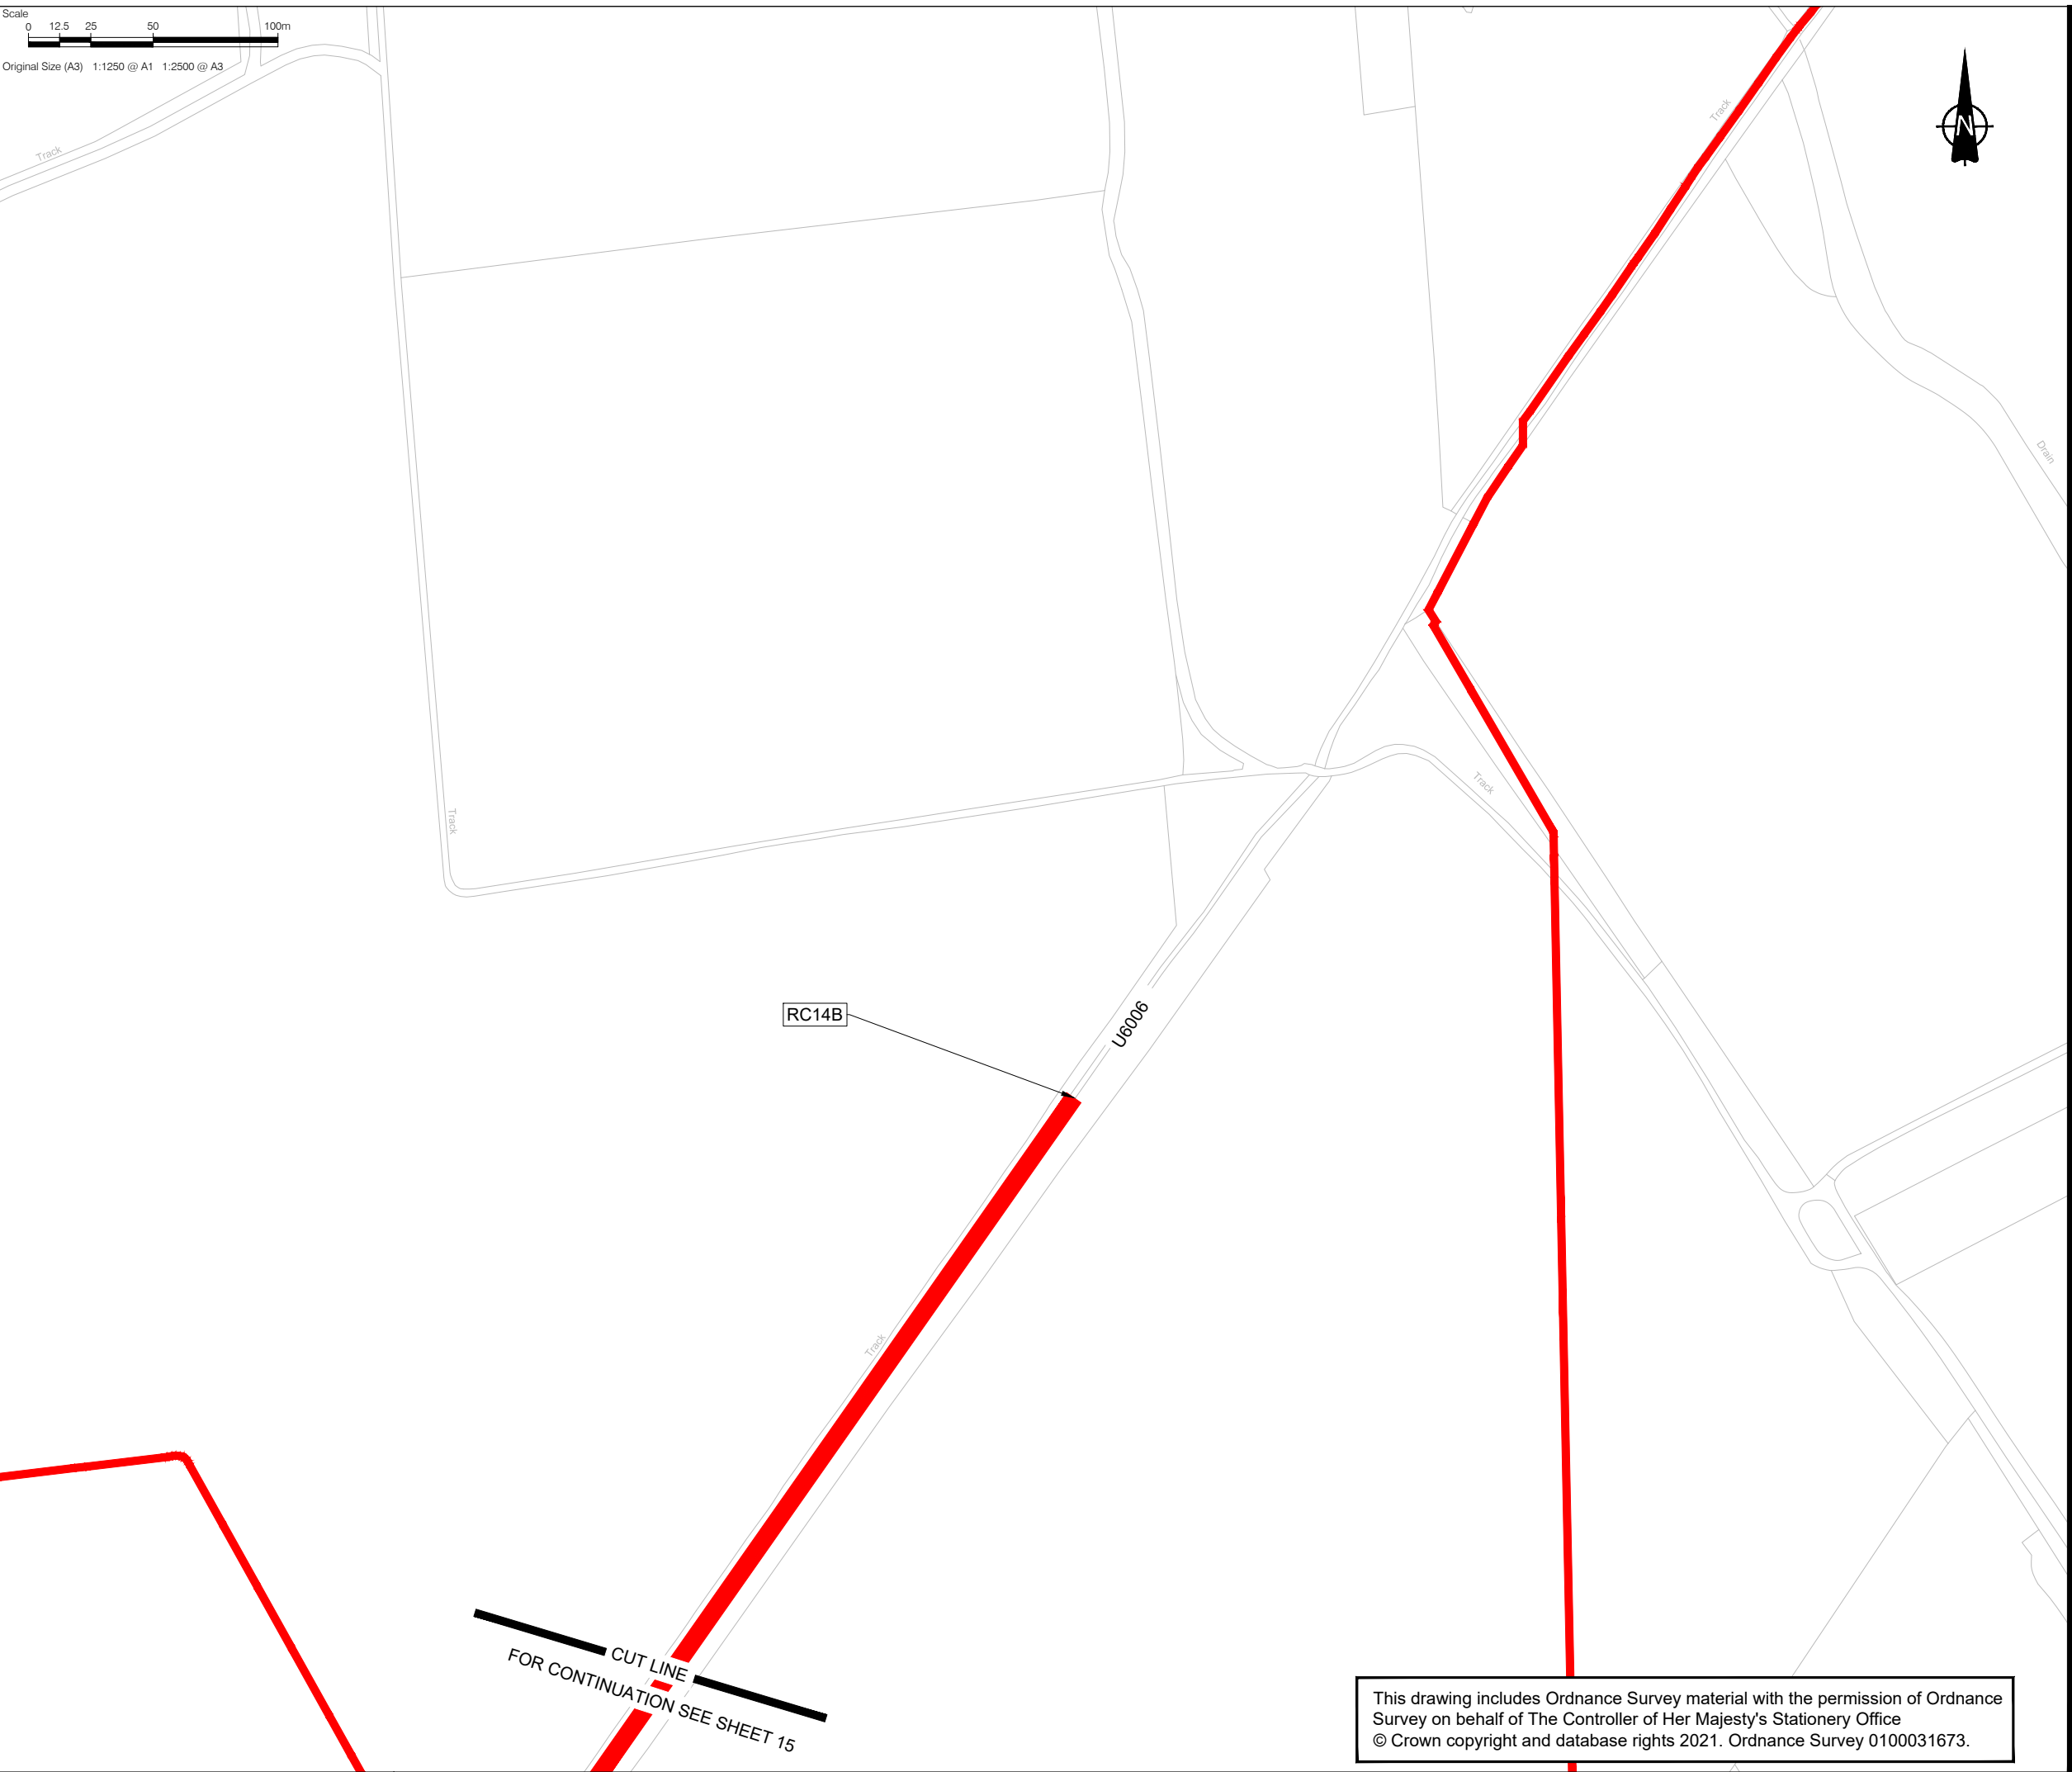 Scale
0 12.5 25 50 100m
Original Size (A3) 1:1250 @ A1 1:2500 @ A3
Track
Track
N
Drain
Track
Track
RC14B
U6006
Track
CUT LINE
FOR CONTINUATION SEE SHEET 15
This drawing includes Ordnance Survey material with the permission of Ordnance
Survey on behalf of The Controller of Her Majesty's Stationery Office
© Crown copyright and database rights 2021. Ordnance Survey 0100031673.